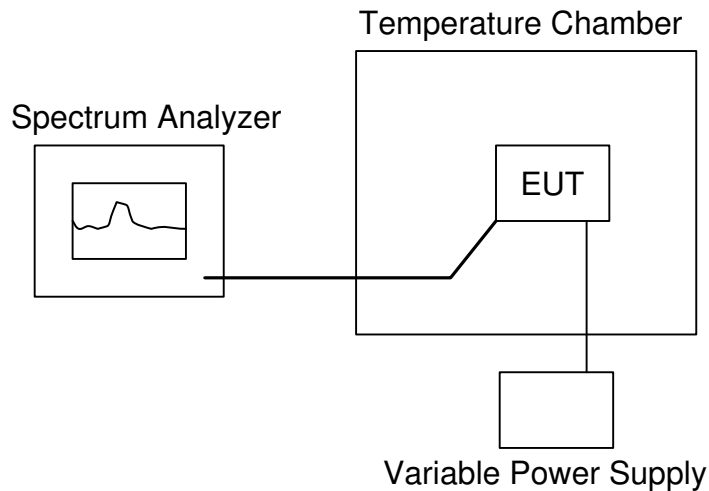 Temperature Chamber
Spectrum Analyzer
EUT
Variable Power Supply